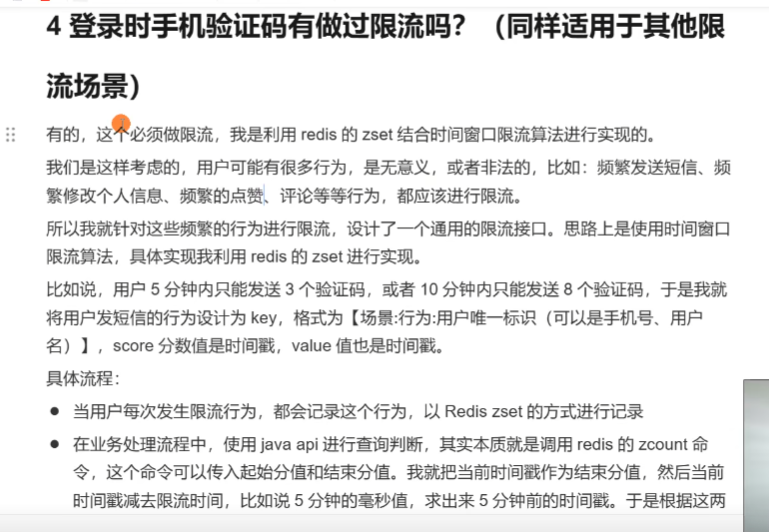 4 登录时手机验证码有做过限流吗？（同样适用于其他限
流场景）
有的，这个必须做限流，我是利用 redis 的 zset 结合时间窗口限流算法进行实现的。
我们是这样考虑的，用户可能有很多行为，是无意义，或者非法的，比如：频繁发送短信、频
繁修改个人信息、频繁的点赞、评论等等行为，都应该进行限流。
所以我就针对这些频繁的行为进行限流，设计了一个通用的限流接口。思路上是使用时间窗口
限流算法，具体实现我利用 redis 的 zset 进行实现。
比如说，用户 5 分钟内只能发送 3 个验证码，或者 10 分钟内只能发送 8 个验证码，于是我就
将用户发短信的行为设计为 key，格式为【场景:行为:用户唯一标识（可以是手机号、用户
名）】，score 分数值是时间戳，value 值也是时间戳。
具体流程：
● 当用户每次发生限流行为，都会记录这个行为，以 Redis zset 的方式进行记录
● 在业务处理流程中，使用 java api 进行查询判断，其实本质就是调用 redis 的 zcount 命
令，这个命令可以传入起始分值和结束分值。我就把当前时间戳作为结束分值，然后当前
时间戳减去限流时间，比如说 5 分钟的毫秒值，求出来 5 分钟前的时间戳。于是根据这两